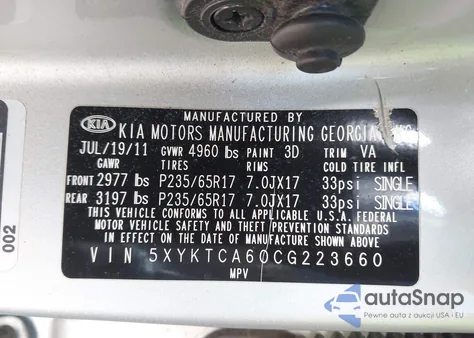 MANUFACTURED BY
KIA KIA MOTORS MANUFACTURING GEORGIA,
JUL/19/11 GVWR 4960 lbs PAINT 3D TRIM VA
GAWR TIRES RIMS COLD TIRE INFL
FRONT 2977 lbs P235/65R17 7.0JX17 33psi SINGLE
REAR 3197 lbs P235/65R17 7.0JX17 33psi SINGLE
THIS VEHICLE CONFORMS TO ALL APPLICABLE U.S.A. FEDERAL
MOTOR VEHICLE SAFETY AND THEFT PREVENTION STANDARDS
IN EFFECT ON THE DATE OF MANUFACTURE SHOWN ABOVE
VIN 5XYKTCA60CG223660
MPV
002
autaSnap
Pewne auta z aukcji USA i EU